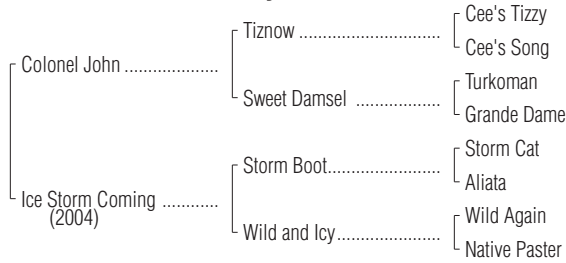 Cee's Tizzy
Tiznow
Cee's Song
Colonel John
Turkoman
Sweet Damsel
Grande Dame
Storm Cat
Storm Boot
Aliata
Ice Storm Coming
(2004)
Wild Again
Wild and Icy
Native Paster